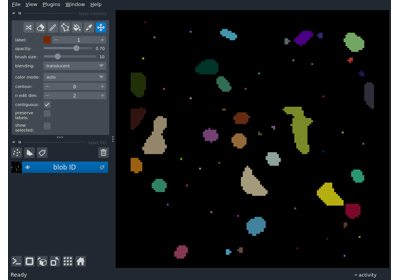 File View Plugins Window Help
label: 1
opacity: 0.70
brush size: 10
blending: translucent
color mode: auto
contour: 0
n edit dim: 2
contiguous:
preserve
labels:
show
selected:
blob ID
Ready
activity